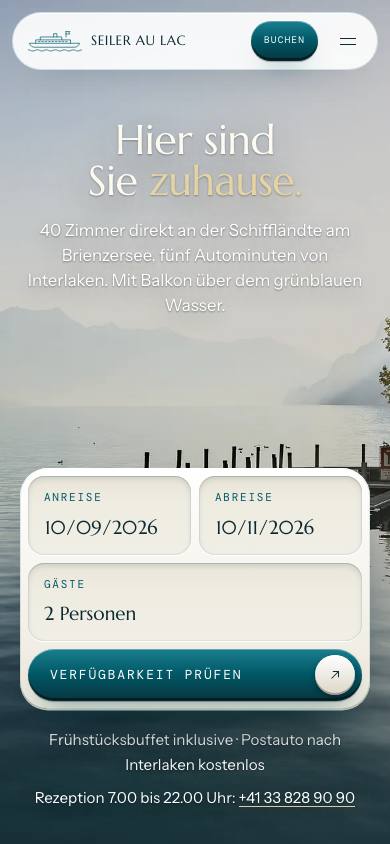 SEILER AU LAC
BUCHEN
Hier sind
Sie zuhause.
40 Zimmer direkt an der Schiffländte am
Brienzersee, fünf Autominuten von
Interlaken. Mit Balkon über dem grünblauen
Wasser.
ANREISE
ABREISE
10/09/2026
10/11/2026
GÄSTE
2 Personen
VERFÜGBARKEIT PRÜFEN
Frühstücksbuffet inklusive · Postauto nach
Interlaken kostenlos
Rezeption 7.00 bis 22.00 Uhr: +41 33 828 90 90